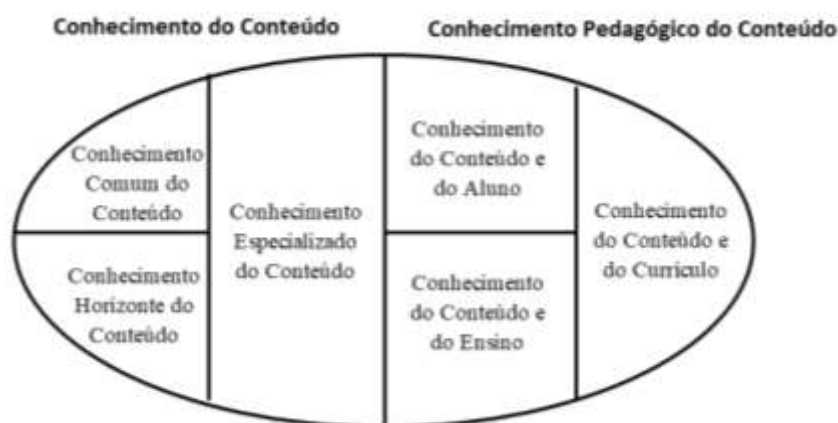 Conhecimento do Conteúdo
Conhecimento Pedagógico do Conteúdo
Conhecimento
Comum do
Conteúdo
Conhecimento
Horizonte do
Conteúdo
Conhecimento
Especializado
do Conteúdo
Conhecimento
do Conteúdo e
do Aluno
Conhecimento
do Conteúdo e
do Ensino
Conhecimento
do Conteúdo e
do Currículo